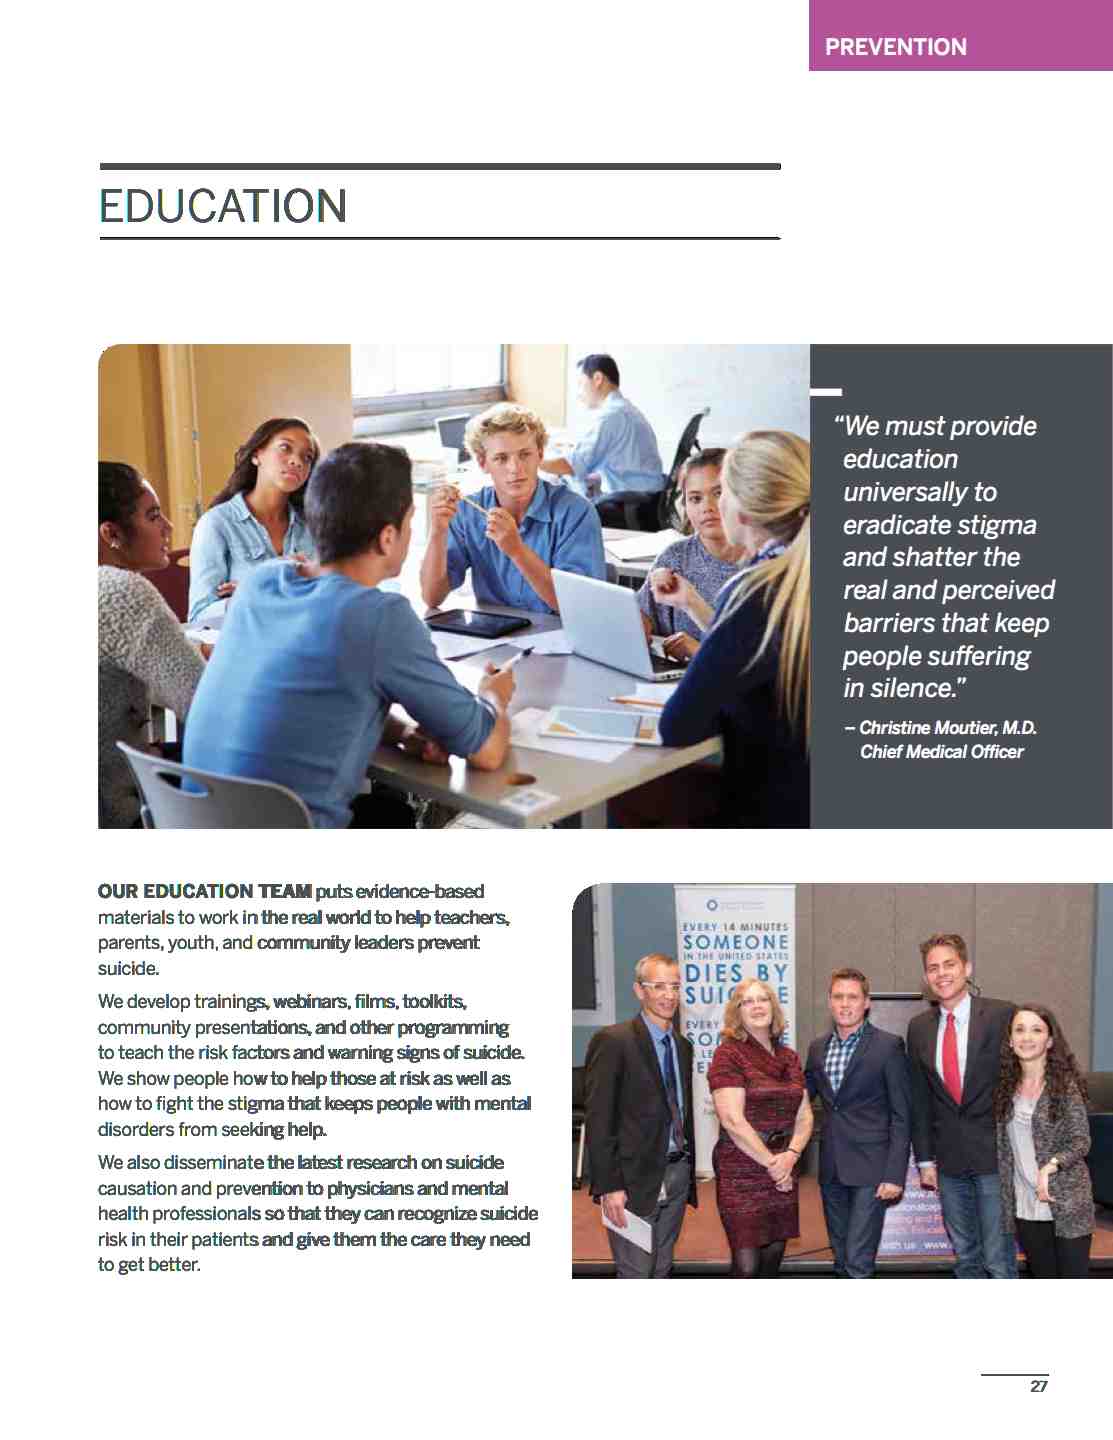 PREVENTION
EDUCATION
“We must provide
education
universally to
eradicate stigma
and shatter the
real and perceived
barriers that keep
people suffering
in silence.”
– Christine Moutier, M.D.
Chief Medical Officer
OUR EDUCATION TEAM puts evidence-based
materials to work in the real world to help teachers,
parents, youth, and community leaders prevent
suicide.
We develop trainings, webinars, films, toolkits,
community presentations, and other programming
to teach the risk factors and warning signs of suicide.
We show people how to help those at risk as well as
how to fight the stigma that keeps people with mental
disorders from seeking help.
We also disseminate the latest research on suicide
causation and prevention to physicians and mental
health professionals so that they can recognize suicide
risk in their patients and give them the care they need
to get better.
EVERY 14 MINUTES
SOMEONE
IN THE UNITED STATES
DIES BY
EVERY
with us www.
27